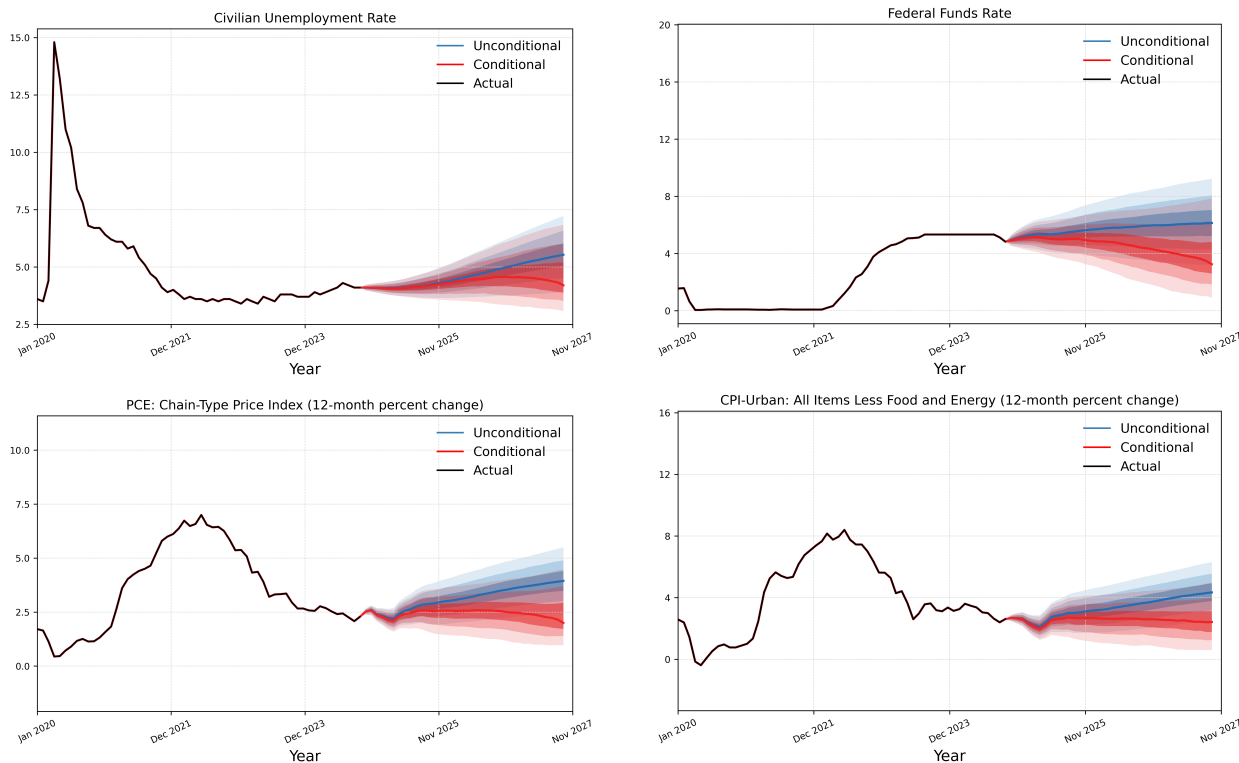 Civilian Unemployment Rate
15.0
12.5
10.0
7.5
5.0
2.5
Unconditional
Conditional
Actual
Jan 2020
Dec 2021
Dec 2023
Nov 2025
Nov 2027
Year
Federal Funds Rate
20
16
12
8
4
0
Unconditional
Conditional
Actual
Jan 2020
Dec 2021
Dec 2023
Nov 2025
Nov 2027
Year
PCE: Chain-Type Price Index (12-month percent change)
10.0
7.5
5.0
2.5
0.0
Unconditional
Conditional
Actual
Jan 2020
Dec 2021
Dec 2023
Nov 2025
Nov 2027
Year
CPI-Urban: All Items Less Food and Energy (12-month percent change)
16
12
8
4
0
Unconditional
Conditional
Actual
Jan 2020
Dec 2021
Dec 2023
Nov 2025
Nov 2027
Year